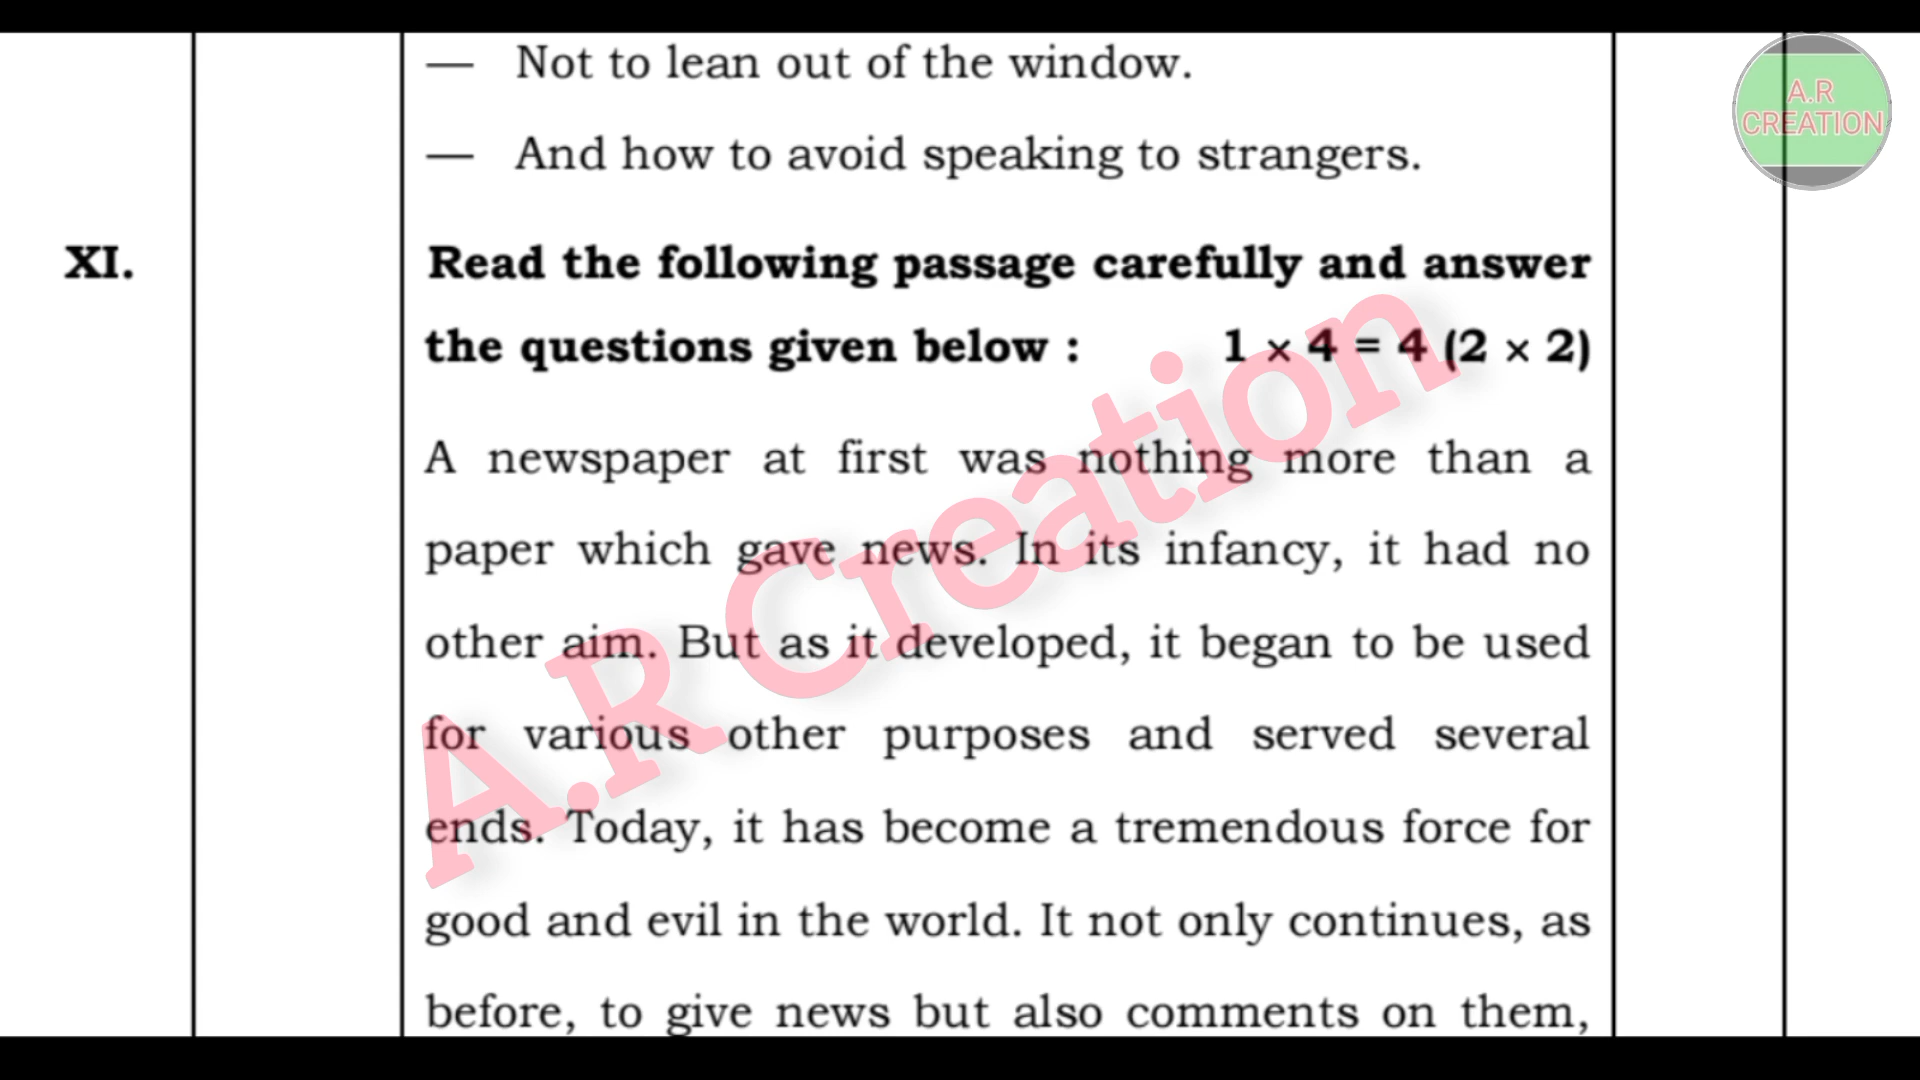 — Not to lean out of the window.
— And how to avoid speaking to strangers.
A.R
CREATION
XI. Read the following passage carefully and answer
the questions given below : 1 × 4 = 4 (2 × 2)
A newspaper at first was nothing more than a
paper which gave news. In its infancy, it had no
other aim. But as it developed, it began to be used
for various other purposes and served several
ends. Today, it has become a tremendous force for
good and evil in the world. It not only continues, as
before, to give news but also comments on them,
A.R Creation